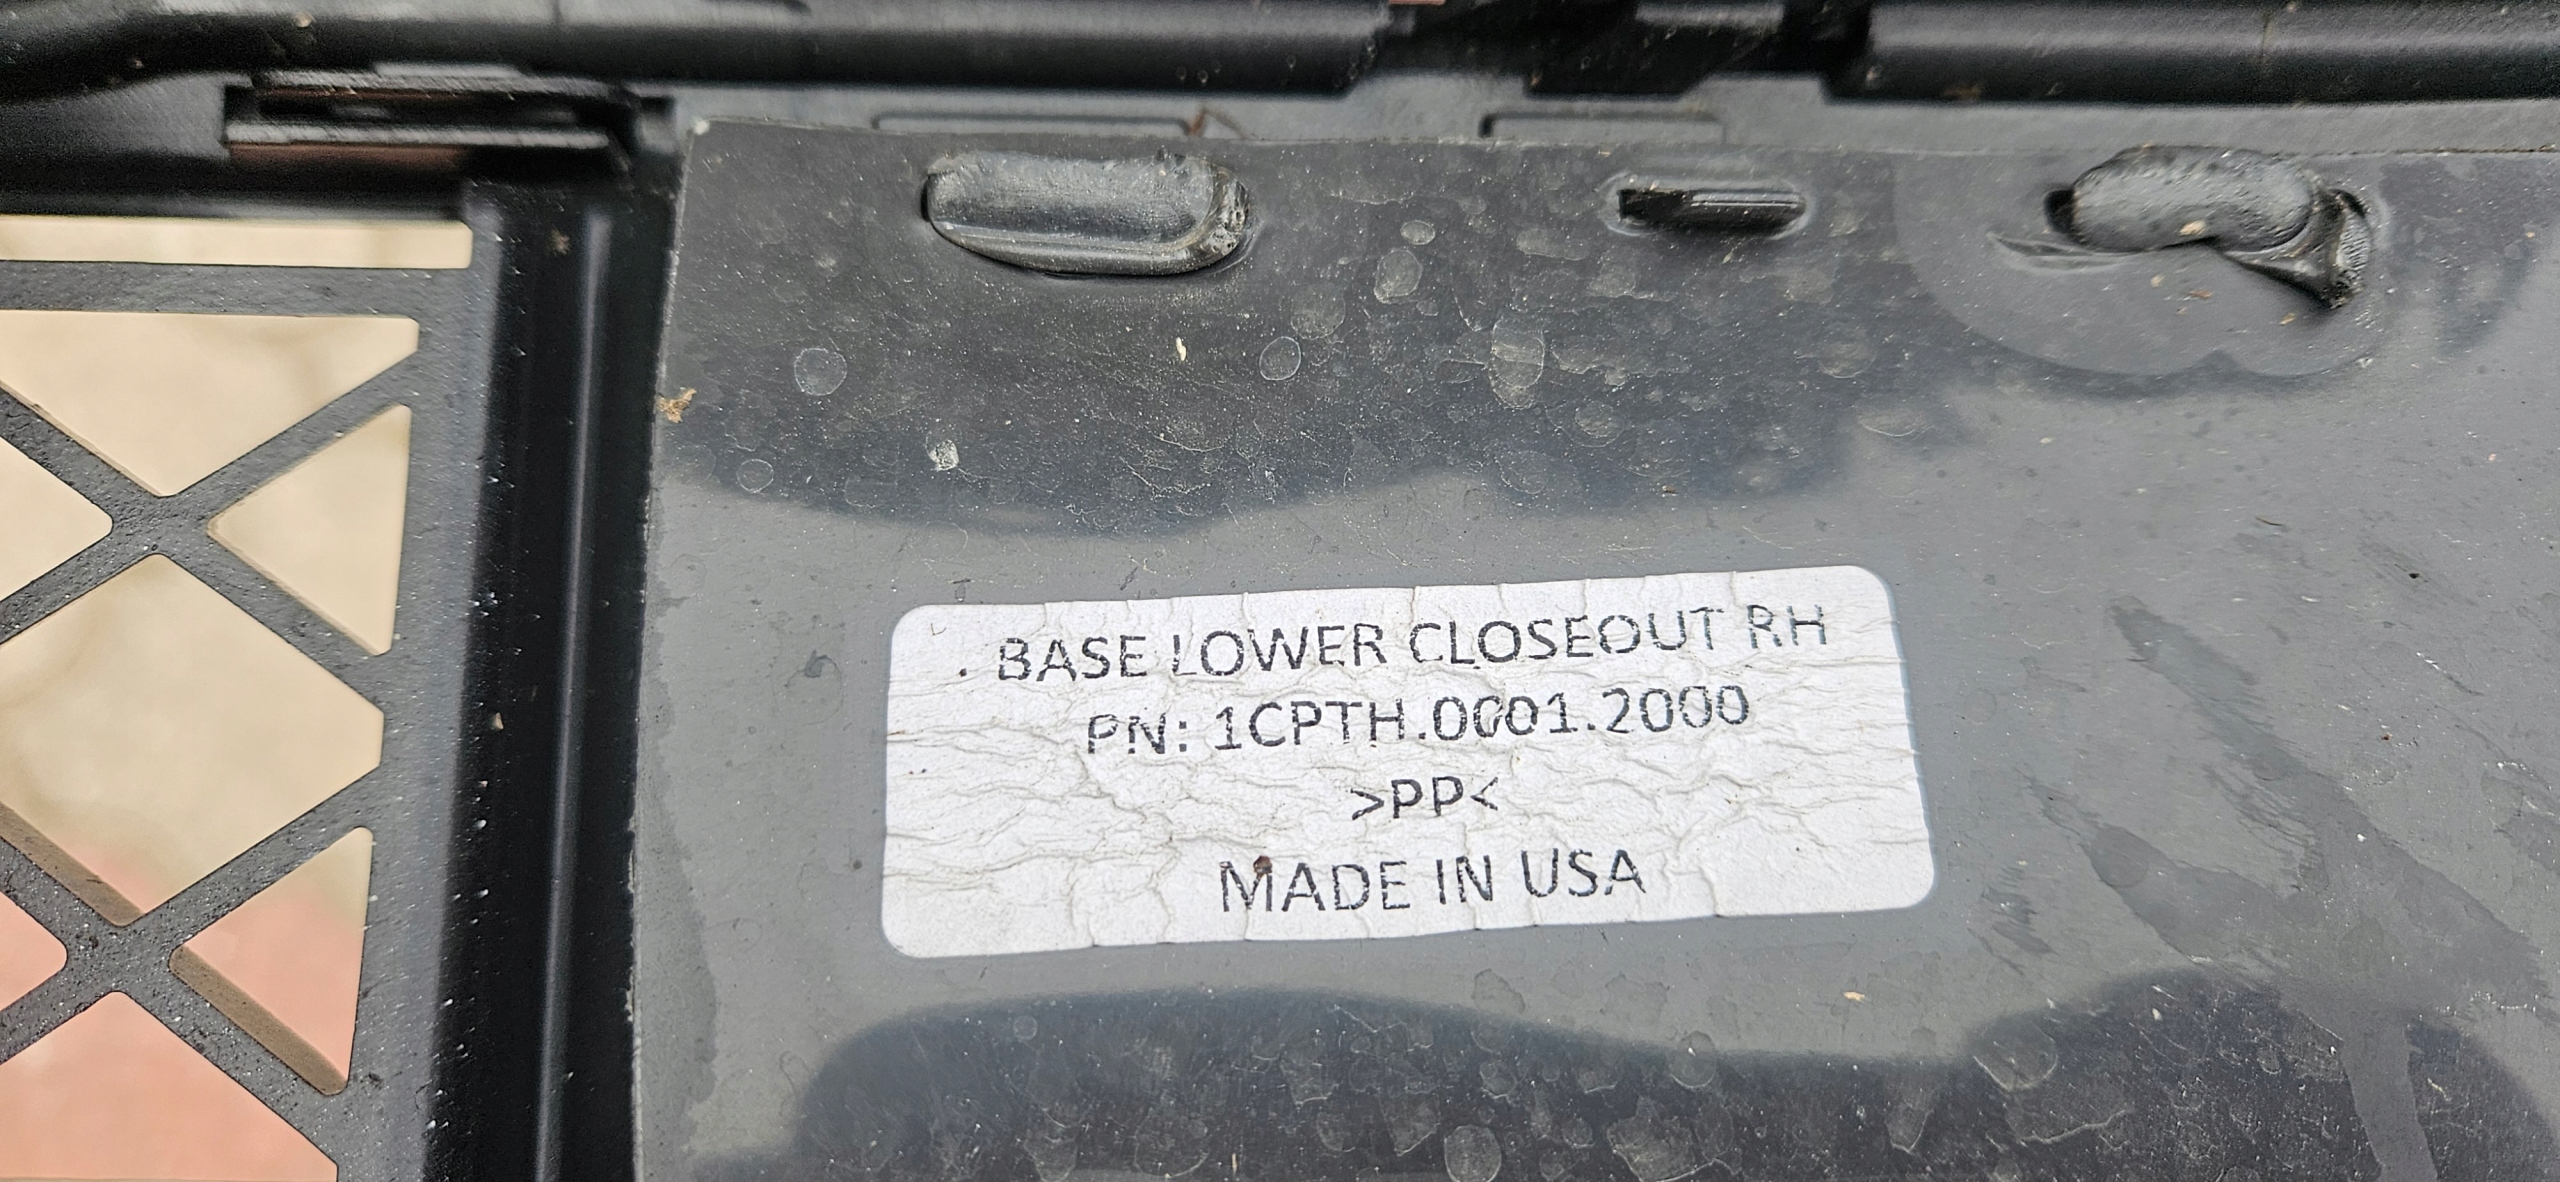 BASE LOWER CLOSEOUT RH
PN: 1CPTH.0001.2000
>PP<
MADE IN USA